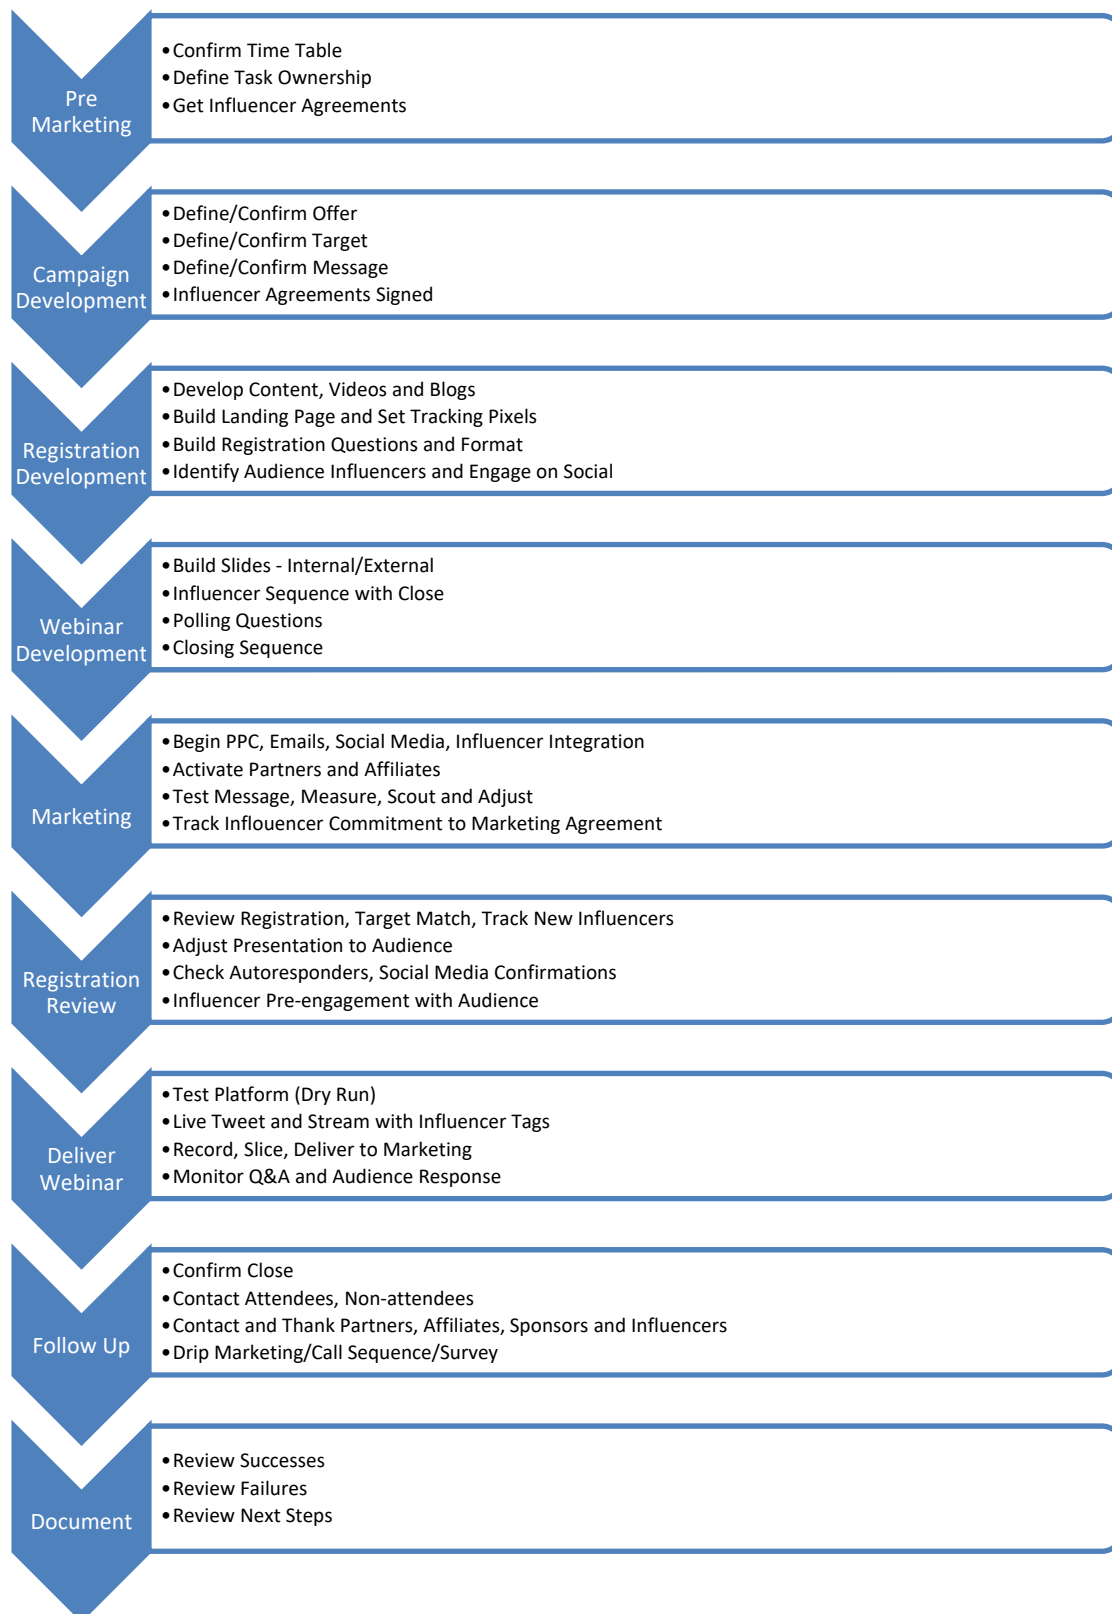 Pre
Marketing
•Confirm Time Table
•Define Task Ownership
•Get Influencer Agreements
Campaign
Development
•Define/Confirm Offer
•Define/Confirm Target
•Define/Confirm Message
•Influencer Agreements Signed
Registration
Development
•Develop Content, Videos and Blogs
•Build Landing Page and Set Tracking Pixels
•Build Registration Questions and Format
•Identify Audience Influencers and Engage on Social
Webinar
Development
•Build Slides - Internal/External
•Influencer Sequence with Close
•Polling Questions
•Closing Sequence
Marketing
•Begin PPC, Emails, Social Media, Influencer Integration
•Activate Partners and Affiliates
•Test Message, Measure, Scout and Adjust
•Track Inflouencer Commitment to Marketing Agreement
Registration
Review
•Review Registration, Target Match, Track New Influencers
•Adjust Presentation to Audience
•Check Autoresponders, Social Media Confirmations
•Influencer Pre-engagement with Audience
Deliver
Webinar
•Test Platform (Dry Run)
•Live Tweet and Stream with Influencer Tags
•Record, Slice, Deliver to Marketing
•Monitor Q&A and Audience Response
Follow Up
•Confirm Close
•Contact Attendees, Non-attendees
•Contact and Thank Partners, Affiliates, Sponsors and Influencers
•Drip Marketing/Call Sequence/Survey
Document
•Review Successes
•Review Failures
•Review Next Steps